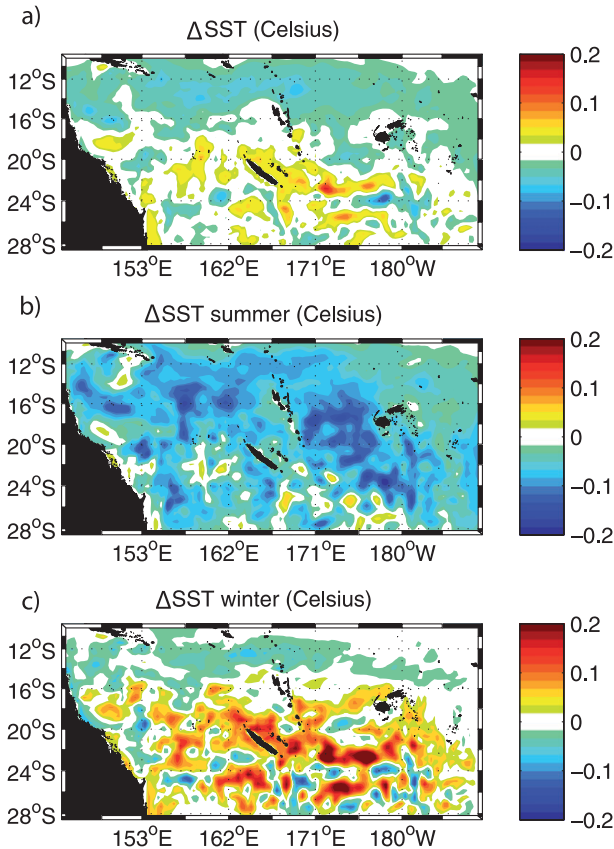 a)
ΔSST (Celsius)
12°S
16°S
20°S
24°S
28°S
153°E 162°E 171°E 180°W
0.2
0.1
0
−0.1
−0.2
b)
ΔSST summer (Celsius)
12°S
16°S
20°S
24°S
28°S
153°E 162°E 171°E 180°W
0.2
0.1
0
−0.1
−0.2
c)
ΔSST winter (Celsius)
12°S
16°S
20°S
24°S
28°S
153°E 162°E 171°E 180°W
0.2
0.1
0
−0.1
−0.2